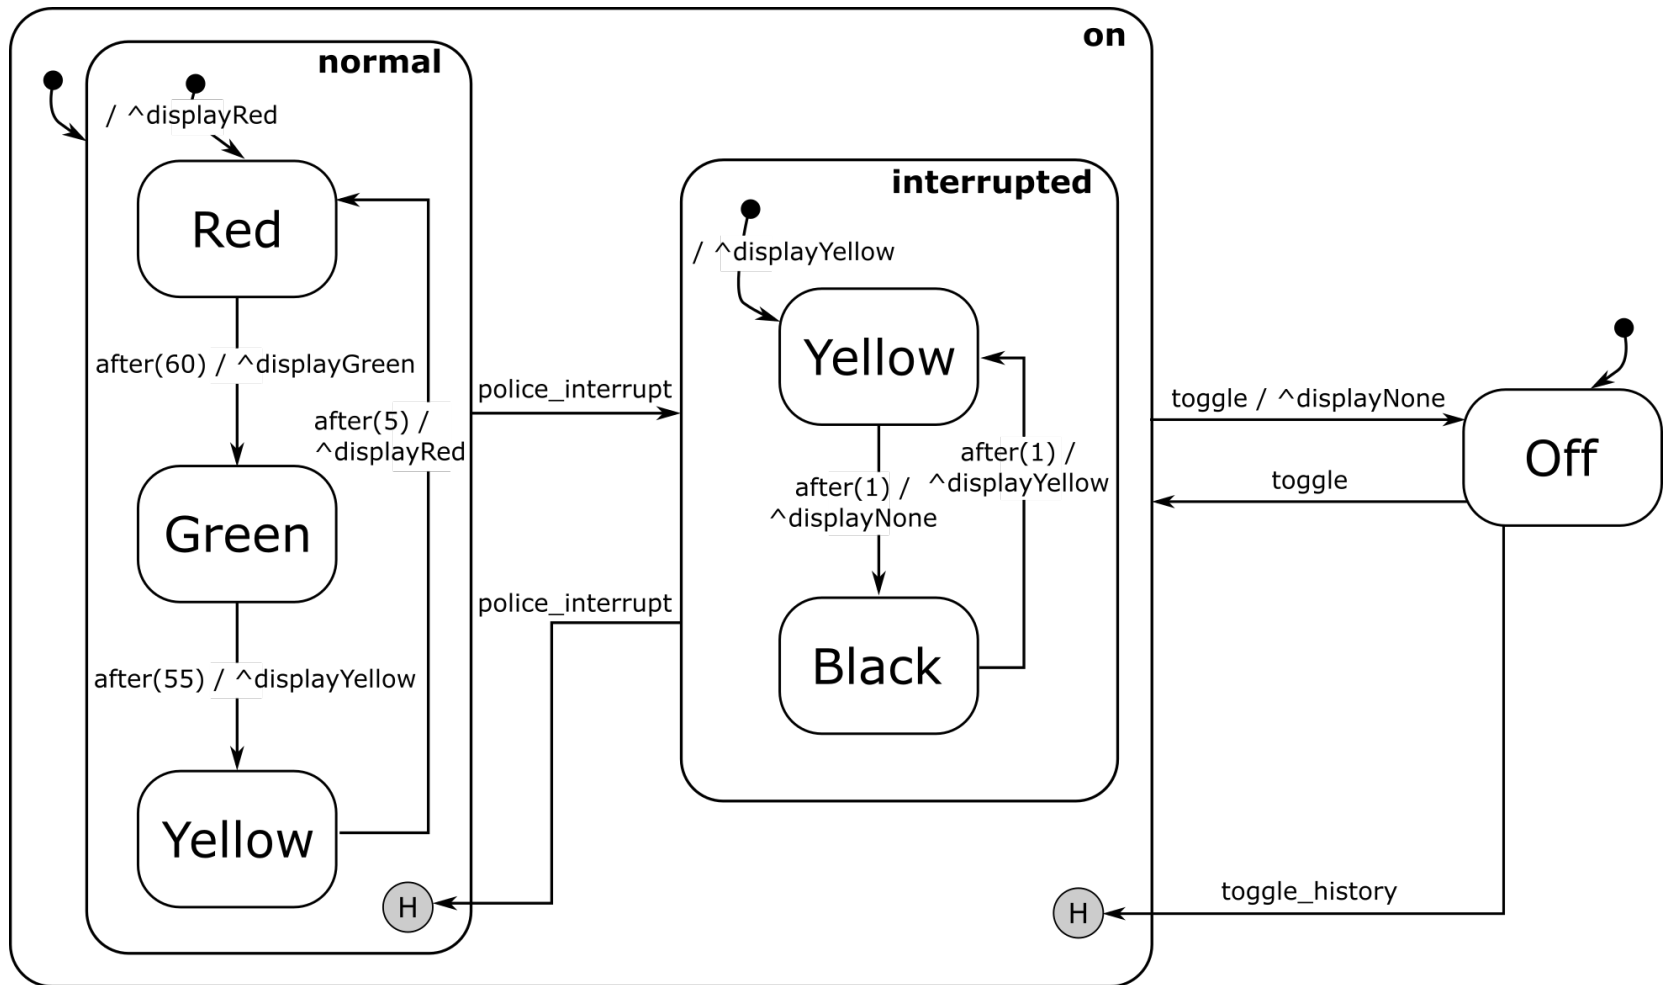 on
normal
/ ^displayRed
Red
after(60) / ^displayGreen
after(5) /
^displayRed
Green
after(55) / ^displayYellow
Yellow
H
police_interrupt
police_interrupt
interrupted
/ ^displayYellow
Yellow
after(1) /
^displayNone
after(1) /
^displayYellow
Black
H
toggle / ^displayNone
toggle
Off
toggle_history